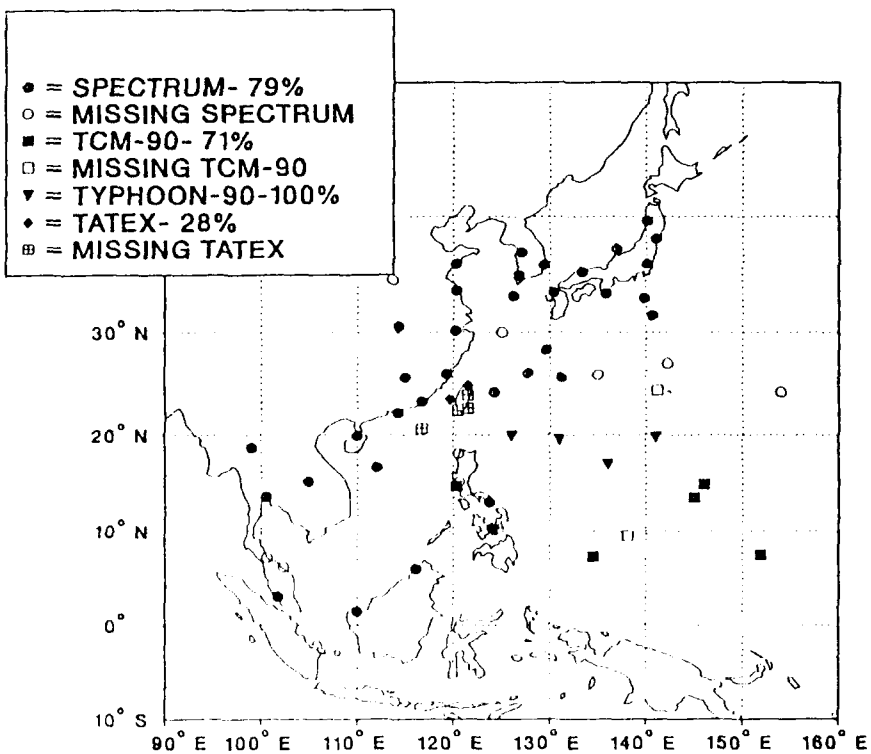 ● = SPECTRUM- 79%
○ = MISSING SPECTRUM
■ = TCM-90- 71%
□ = MISSING TCM-90
▼ = TYPHOON-90-100%
◆ = TATEX- 28%
⊞ = MISSING TATEX
30° N
20° N
10° N
0°
10° S
90° E 100° E 110° E 120° E 130° E 140° E 150° E 160° E